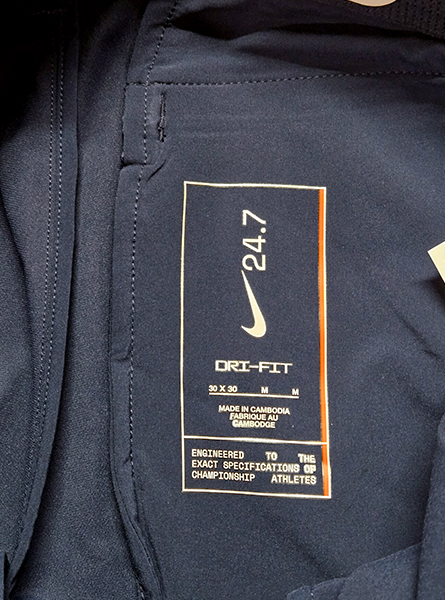 24.7
DRI-FIT
30 X 30 M M
MADE IN CAMBODIA
FABRIQUE AU
CAMBODGE
ENGINEERED TO THE
EXACT SPECIFICATIONS OF
CHAMPIONSHIP ATHLETES